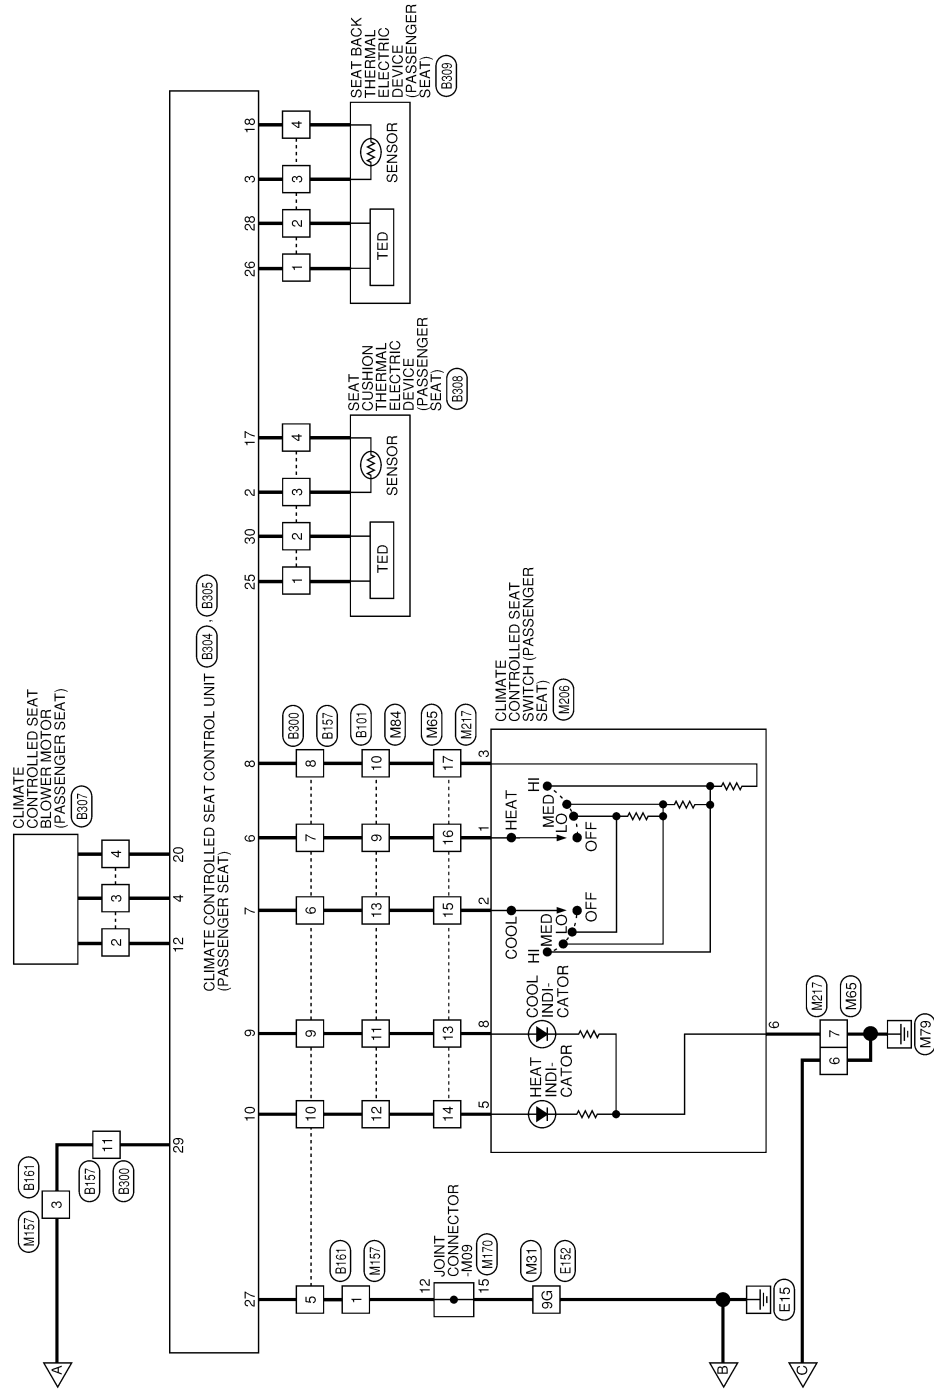 A
M157
3
B161
B157
11
B300
29
CLIMATE
CONTROLLED SEAT
BLOWER MOTOR
(PASSENGER SEAT)
B307
2
3
4
12
4
20
CLIMATE CONTROLLED SEAT CONTROL UNIT
(PASSENGER SEAT)
B304 , B305
27
10
9
7
6
8
25
30
2
17
26
28
3
18
5
10
9
6
7
8
B300
B157
1
B161
M157
12
11
13
9
10
B101
M84
12
15
JOINT
CONNECTOR
-M09
M170
14
13
15
16
17
M65
M217
9G
M31
E152
5
8
2
1
3
CLIMATE
CONTROLLED SEAT
SWITCH (PASSENGER
SEAT)
M206
HEAT
INDI-
CATOR
COOL
INDI-
CATOR
COOL
HI
MED
LO
OFF
HEAT
HI
MED
LO
OFF
6
6
7
M217
M65
M79
B
E15
C
1
2
3
4
TED
SENSOR
SEAT
CUSHION
THERMAL
ELECTRIC
DEVICE
(PASSENGER
SEAT)
B308
1
2
3
4
TED
SENSOR
SEAT BACK
THERMAL
ELECTRIC
DEVICE
(PASSENGER
SEAT)
B309